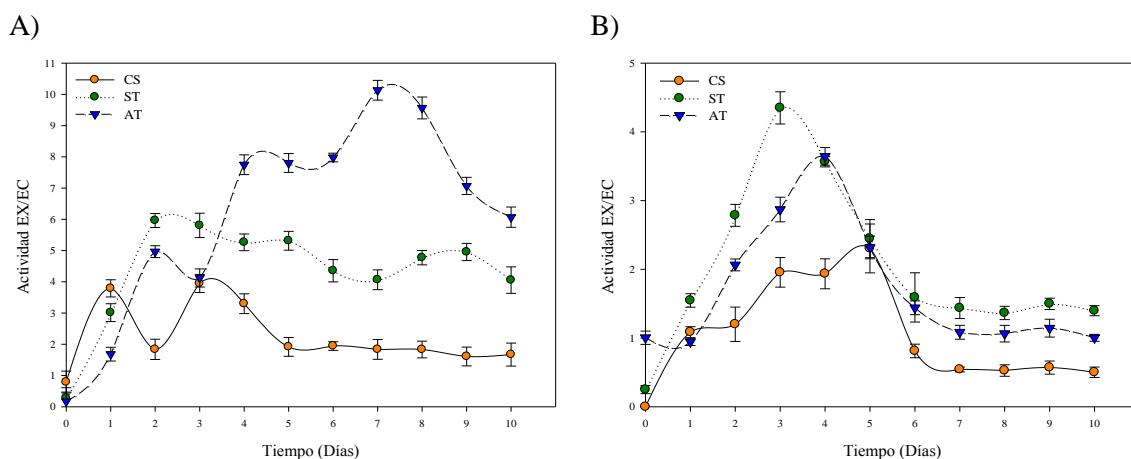 A)
B)
11
10
9
8
7
6
5
4
3
2
1
0
Actividad EX/EC
CS
ST
AT
0 1 2 3 4 5 6 7 8 9 10
Tiempo (Días)
5
4
3
2
1
0
Actividad EX/EC
CS
ST
AT
0 1 2 3 4 5 6 7 8 9 10
Tiempo (Días)